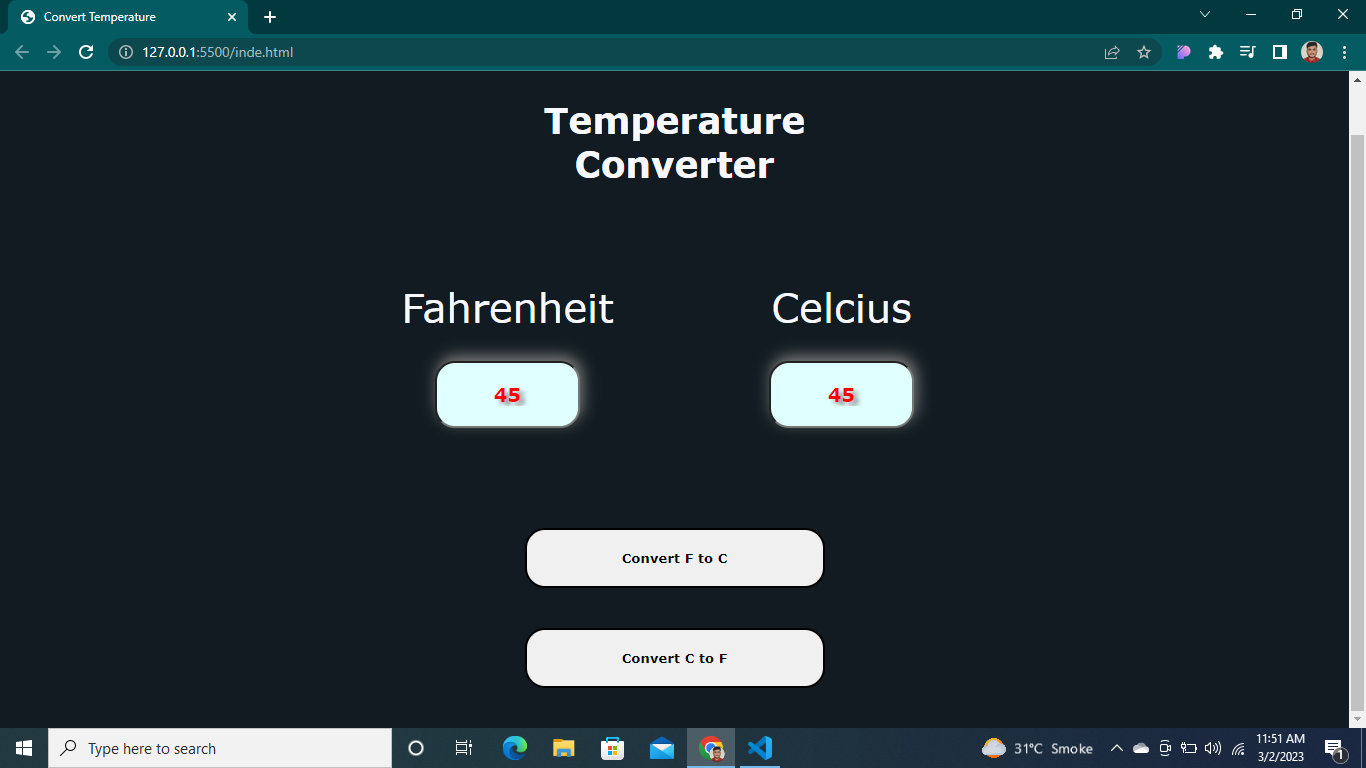 Convert Temperature
127.0.0.1:5500/inde.html
Temperature
Converter
Fahrenheit
Celcius
45
45
Convert F to C
Convert C to F
Type here to search
31°C Smoke
11:51 AM
3/2/2023
1